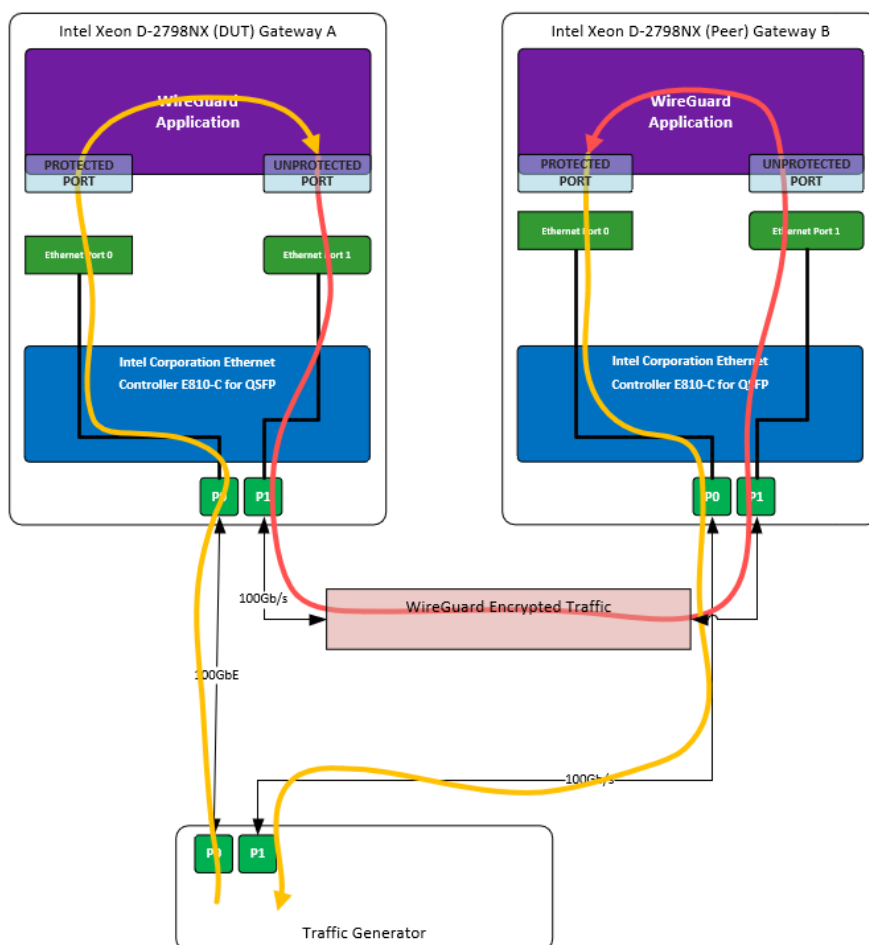 Intel Xeon D-2798NX (DUT) Gateway A
WireGuard
Application
PROTECTED
PORT
UNPROTECTED
PORT
Ethernet Port 0
Ethernet Port 1
Intel Corporation Ethernet
Controller E810-C for QSFP
P0
P1
Intel Xeon D-2798NX (Peer) Gateway B
WireGuard
Application
PROTECTED
PORT
UNPROTECTED
PORT
Ethernet Port 0
Ethernet Port 1
Intel Corporation Ethernet
Controller E810-C for QSFP
P0
P1
100Gb/s
WireGuard Encrypted Traffic
100GbE
100Gb/s
P0
P1
Traffic Generator